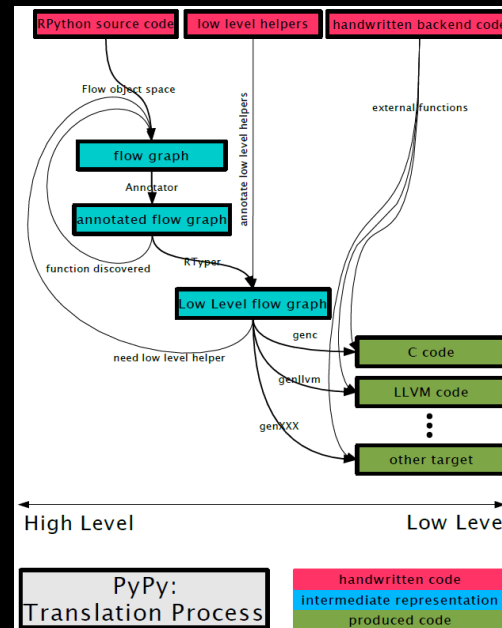 RPython source code
low level helpers
handwritten backend code
Flow object space
external functions
flow graph
annotate low level helpers
Annotator
annotated flow graph
function discovered
RTyper
Low Level flow graph
genc
need low level helper
C code
genllvm
LLVM code
genXXX
other target
High Level
Low Leve
PyPy:
Translation Process
handwritten code
intermediate representation
produced code